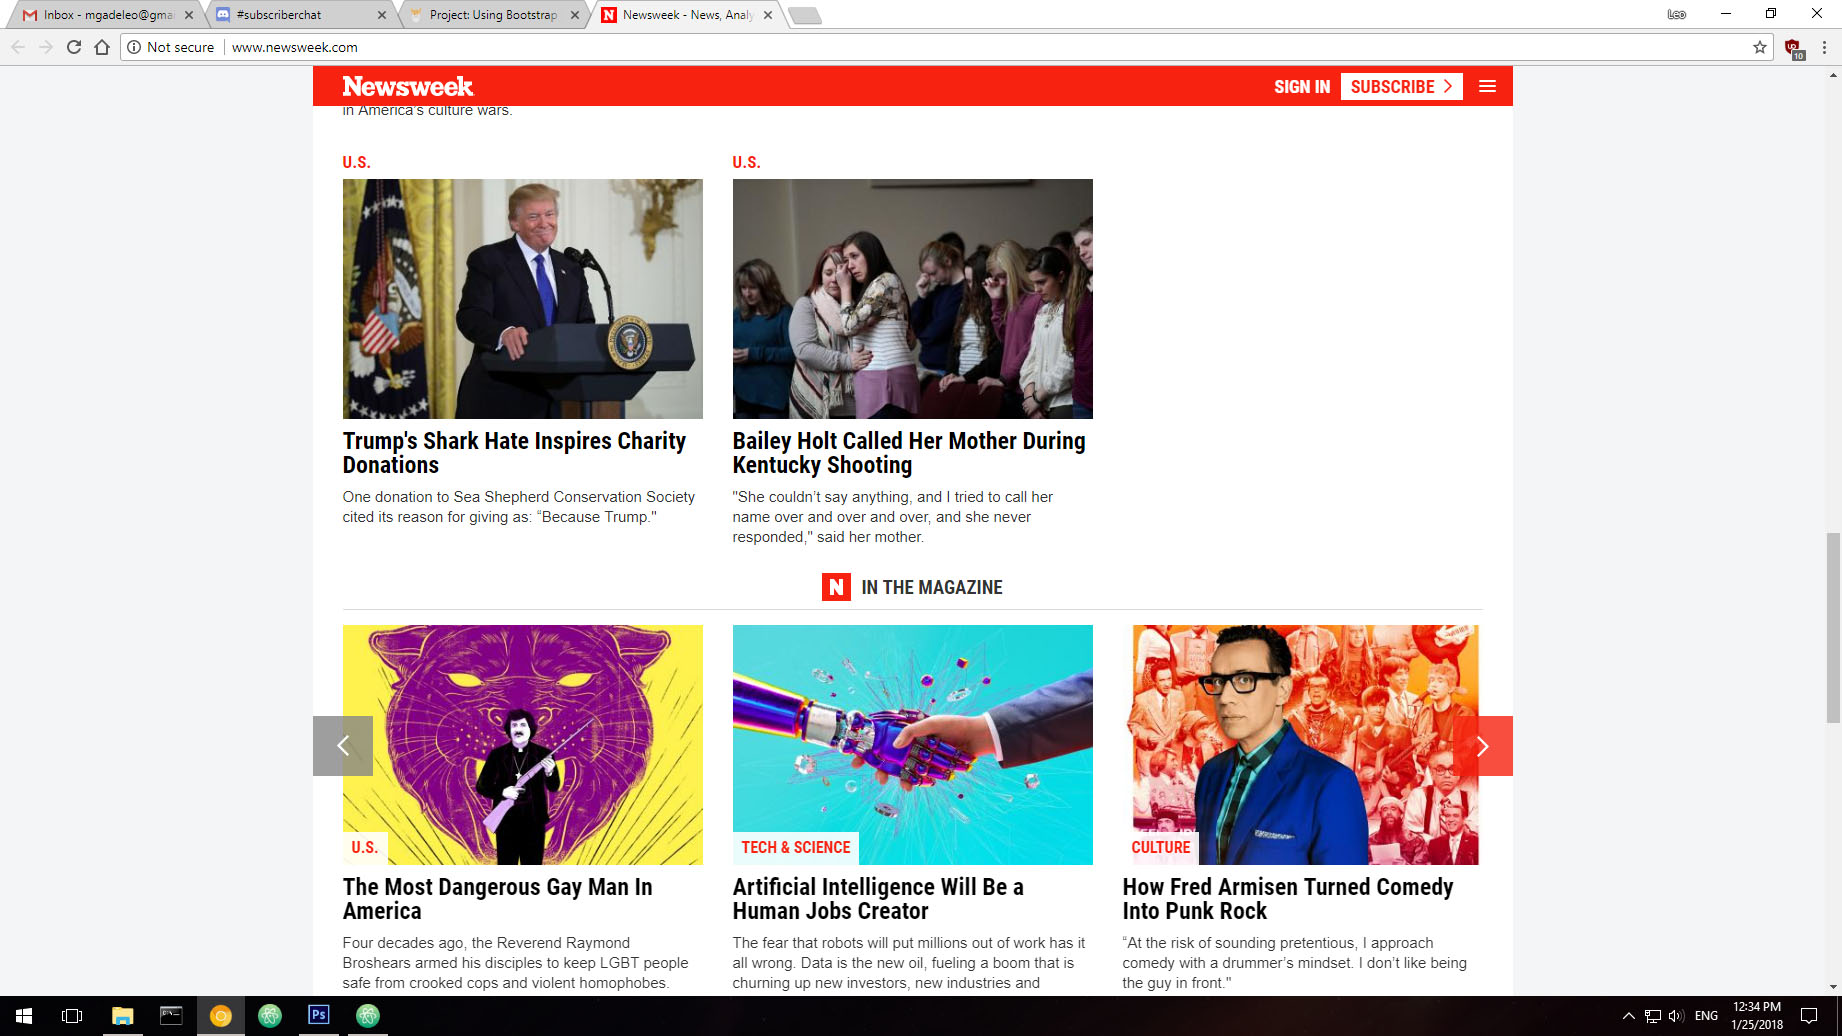 Inbox - mgadeleo@gmai
#subscriberchat
Project: Using Bootstrap
Newsweek - News, Analy
Leo
Not secure
www.newsweek.com
10
Newsweek
SIGN IN
SUBSCRIBE
in America's culture wars.
U.S.
U.S.
Trump's Shark Hate Inspires Charity
Donations
One donation to Sea Shepherd Conservation Society
cited its reason for giving as: “Because Trump."
Bailey Holt Called Her Mother During
Kentucky Shooting
"She couldn’t say anything, and I tried to call her
name over and over and over, and she never
responded," said her mother.
N IN THE MAGAZINE
U.S.
TECH & SCIENCE
CULTURE
The Most Dangerous Gay Man In
America
Four decades ago, the Reverend Raymond
Broshears armed his disciples to keep LGBT people
safe from crooked cops and violent homophobes.
Artificial Intelligence Will Be a
Human Jobs Creator
The fear that robots will put millions out of work has it
all wrong. Data is the new oil, fueling a boom that is
churning up new investors, new industries and
How Fred Armisen Turned Comedy
Into Punk Rock
“At the risk of sounding pretentious, I approach
comedy with a drummer’s mindset. I don’t like being
the guy in front."
Ps
ENG
12:34 PM
1/25/2018